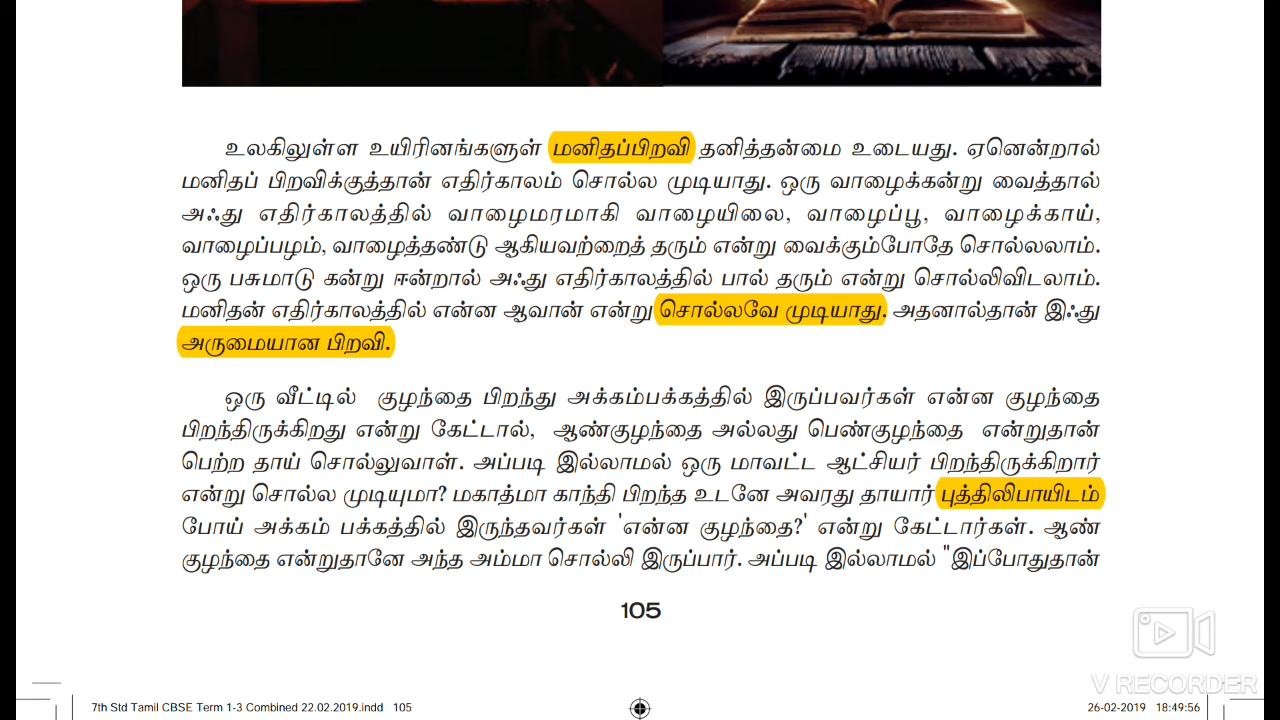 உலகிலுள்ள உயிரினங்களுள் மனிதப்பிறவி தனித்தன்மை உடையது. ஏனென்றால்
மனிதப் பிறவிக்குத்தான் எதிர்காலம் சொல்ல முடியாது. ஒரு வாழைக்கன்று வைத்தால்
அஃது எதிர்காலத்தில் வாழைமரமாகி வாழையிலை, வாழைப்பூ, வாழைக்காய்,
வாழைப்பழம், வாழைத்தண்டு ஆகியவற்றைத் தரும் என்று வைக்கும்போதே சொல்லலாம்.
ஒரு பசுமாடு கன்று ஈன்றால் அஃது எதிர்காலத்தில் பால் தரும் என்று சொல்லிவிடலாம்.
மனிதன் எதிர்காலத்தில் என்ன ஆவான் என்று சொல்லவே முடியாது. அதனால்தான் இஃது
அருமையான பிறவி.
ஒரு வீட்டில் குழந்தை பிறந்து அக்கம்பக்கத்தில் இருப்பவர்கள் என்ன குழந்தை
பிறந்திருக்கிறது என்று கேட்டால், ஆண்குழந்தை அல்லது பெண்குழந்தை என்றுதான்
பெற்ற தாய் சொல்லுவாள். அப்படி இல்லாமல் ஒரு மாவட்ட ஆட்சியர் பிறந்திருக்கிறார்
என்று சொல்ல முடியுமா? மகாத்மா காந்தி பிறந்த உடனே அவரது தாயார் புத்திலிபாயிடம்
போய் அக்கம் பக்கத்தில் இருந்தவர்கள் 'என்ன குழந்தை?' என்று கேட்டார்கள். ஆண்
குழந்தை என்றுதானே அந்த அம்மா சொல்லி இருப்பார். அப்படி இல்லாமல் "இப்போதுதான்
105
V RECORDER
7th Std Tamil CBSE Term 1-3 Combined 22.02.2019.indd 105
26-02-2019 18:49:56